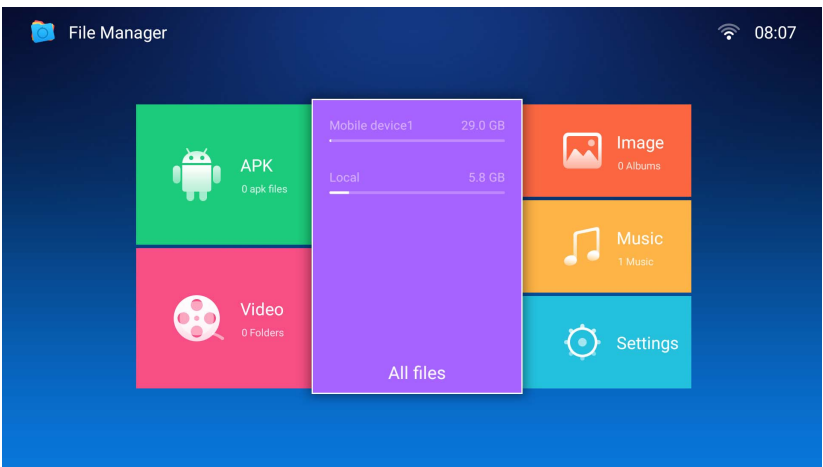 File Manager
08:07
APK
0 apk files
Video
0 Folders
Mobile device1 29.0 GB
Local 5.8 GB
All files
Image
0 Albums
Music
1 Music
Settings